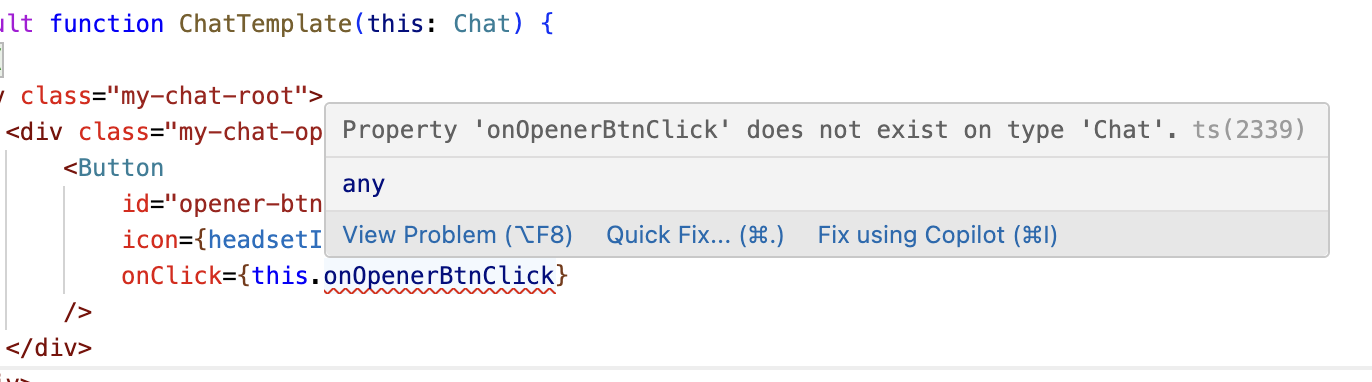 ult function ChatTemplate(this: Chat) {
class="my-chat-root">
<div class="my-chat-op
Property 'onOpenerBtnClick' does not exist on type 'Chat'. ts(2339)
<Button
any
id="opener-btn
icon={headsetI
View Problem (⌥F8) Quick Fix... (⌘.) Fix using Copilot (⌘I)
onClick={this.onOpenerBtnClick}
/>
</div>